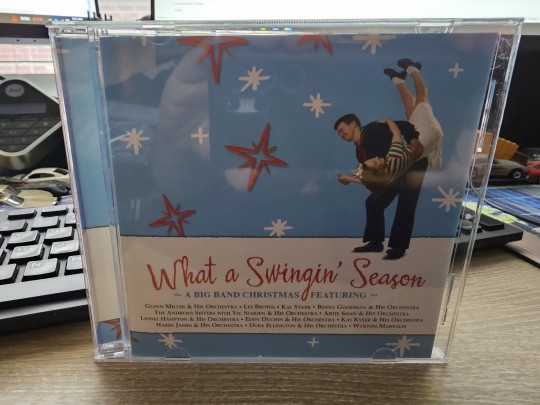 What a Swingin' Season
~ A BIG BAND CHRISTMAS FEATURING ~
GLENN MILLER & HIS ORCHESTRA • LES BROWN • KAY STARR • BENNY GOODMAN & HIS ORCHESTRA
THE ANDREWS SISTERS WITH VIC SCHOEN & HIS ORCHESTRA • ARTIE SHAW & HIS ORCHESTRA
LIONEL HAMPTON & HIS ORCHESTRA • EDDY DUCHIN & HIS ORCHESTRA • KAY KYSER & HIS ORCHESTRA
HARRY JAMES & HIS ORCHESTRA • DUKE ELLINGTON & HIS ORCHESTRA • WYNTON MARSALIS